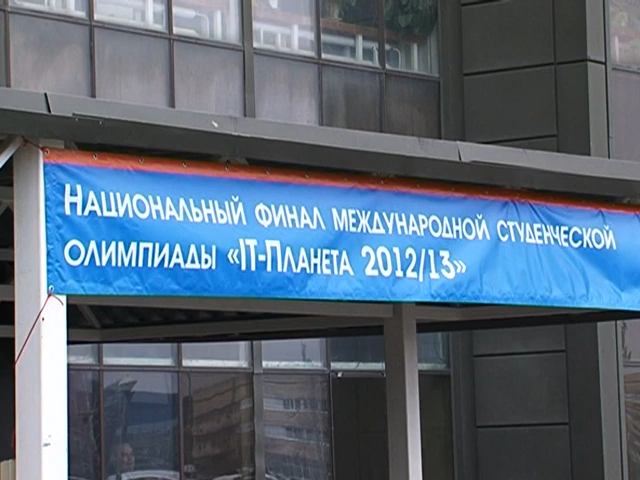 Национальный финал международной студенческой
олимпиады «IT-Планета 2012/13»